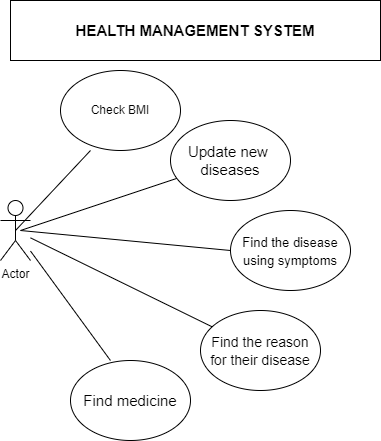 HEALTH MANAGEMENT SYSTEM
Check BMI
Update new
diseases
Find the disease
using symptoms
Actor
Find the reason
for their disease
Find medicine